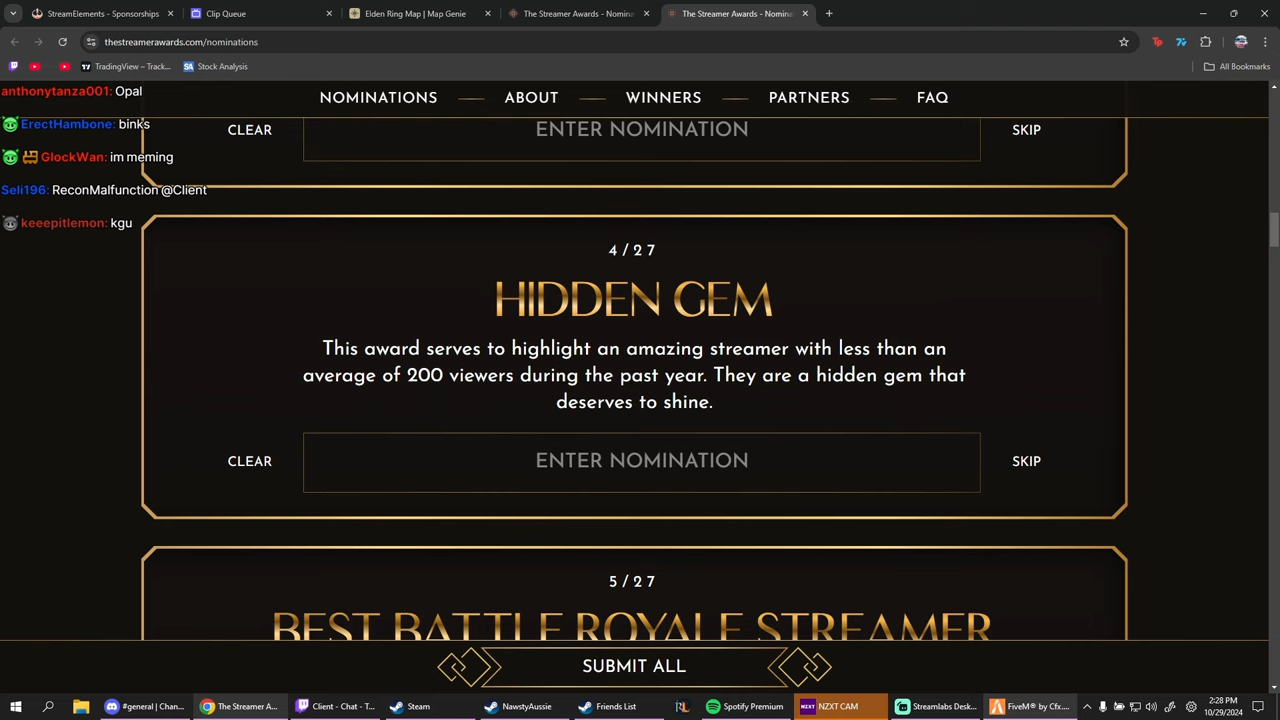 StreamElements - Sponsorships
Clip Queue
Elden Ring Map | Map Genie
The Streamer Awards - Nomina
The Streamer Awards - Nomina
thestreamerawards.com/nominations
TradingView – Track...
SA Stock Analysis
All Bookmarks
NOMINATIONS
ABOUT
WINNERS
PARTNERS
FAQ
anthonytanza001: Opal
ErectHambone: binks
GlockWan: im meming
Seli196: ReconMalfunction @Client
keeepitlemon: kgu
CLEAR
ENTER NOMINATION
SKIP
4/27
HIDDEN GEM
This award serves to highlight an amazing streamer with less than an
average of 200 viewers during the past year. They are a hidden gem that
deserves to shine.
CLEAR
ENTER NOMINATION
SKIP
5/27
BEST BATTLE ROYALE STREAMER
SUBMIT ALL
#general | Chan...
The Streamer A...
Client - Chat - T...
Steam
NawstyAussie
Friends List
Spotify Premium
NZXT
NZXT CAM
Streamlabs Desk...
FiveM® by Cfx...
2:28 PM
10/29/2024